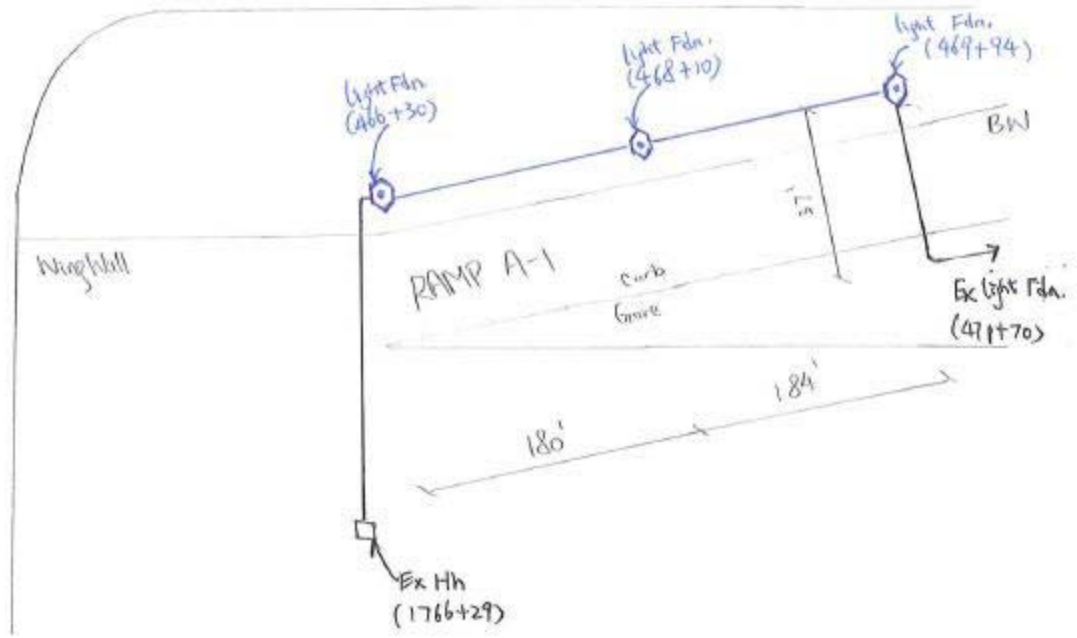 light Fdn.
(466+30)
light Fdn.
(468+10)
light Fdn.
(469+94)
BW
WingWall
RAMP A-1
Curb
Gore
Ex light Fdn.
(471+70)
180'
184'
Ex Hh
(1766+29)